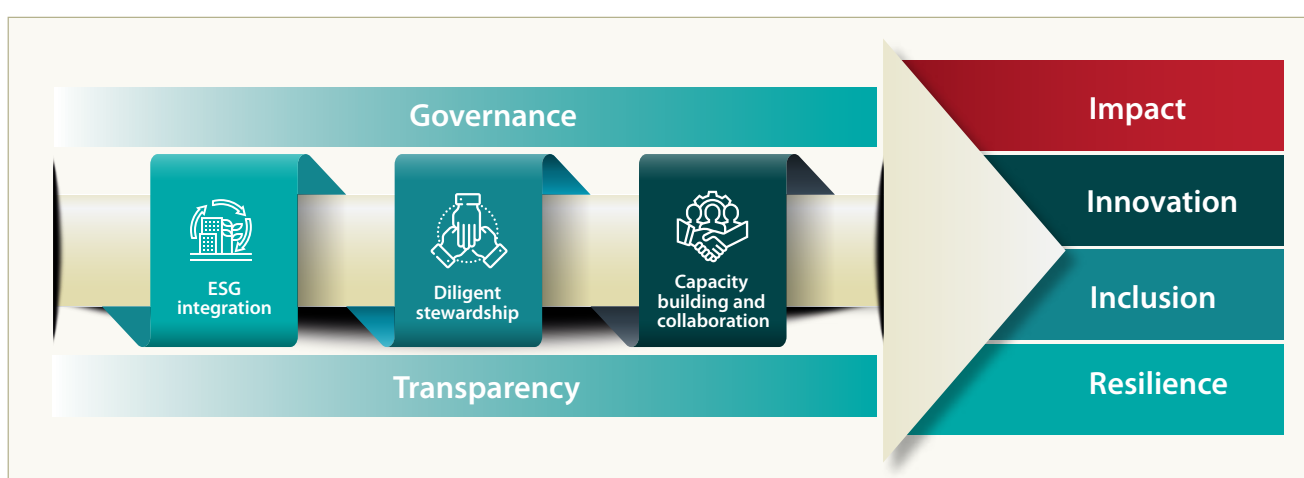 Governance
ESG
integration
Diligent
stewardship
Capacity
building and
collaboration
Transparency
Impact
Innovation
Inclusion
Resilience